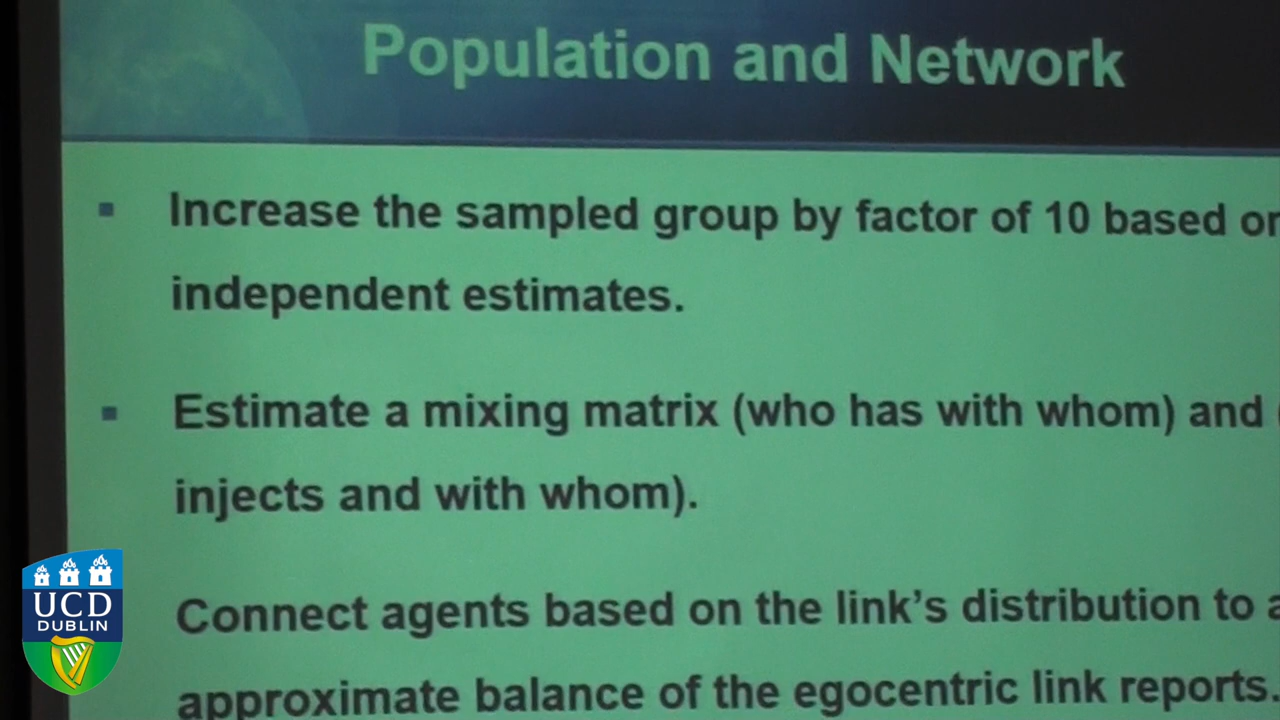 Population and Network
Increase the sampled group by factor of 10 based
independent estimates.
Estimate a mixing matrix (who has with whom) and
injects and with whom).
Connect agents based on the link’s distribution to
approximate balance of the egocentric link reports.
UCD
DUBLIN